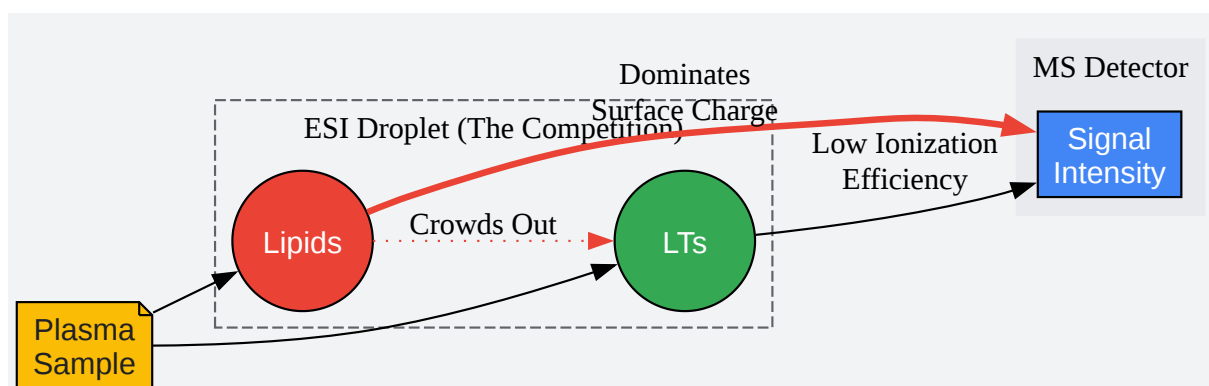 Dominates
Surface Charge
MS Detector
ESI Droplet (The Competition)
Low Ionization
Efficiency
Signal
Intensity
Lipids
Crowds Out
LTs
Plasma
Sample